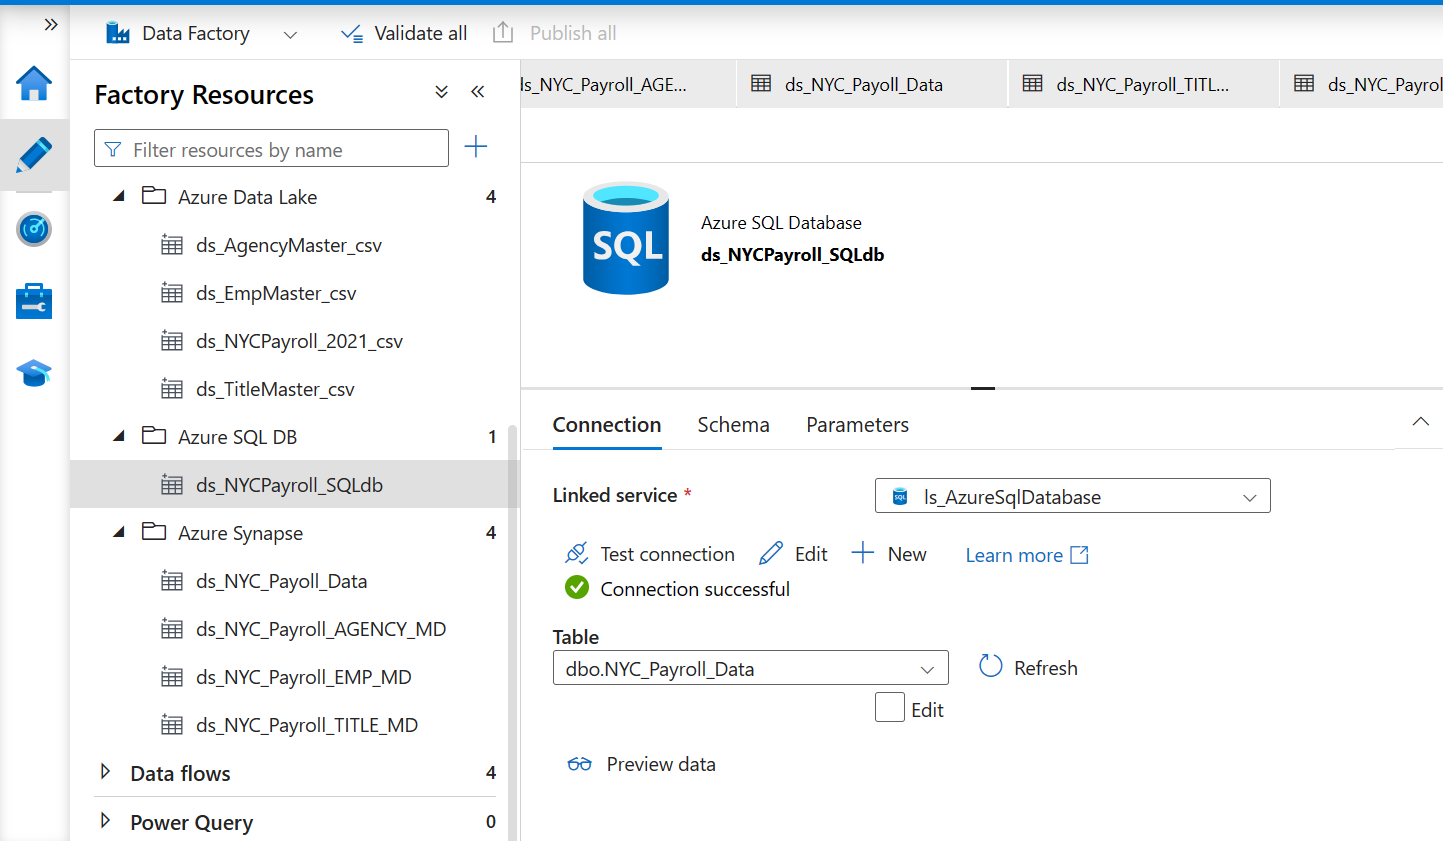 Data Factory
Validate all
Publish all
Factory Resources
Filter resources by name
Azure Data Lake 4
ds_AgencyMaster_csv
ds_EmpMaster_csv
ds_NYCPayroll_2021_csv
ds_TitleMaster_csv
Azure SQL DB 1
ds_NYCPayroll_SQLdb
Azure Synapse 4
ds_NYC_Payoll_Data
ds_NYC_Payroll_AGENCY_MD
ds_NYC_Payroll_EMP_MD
ds_NYC_Payroll_TITLE_MD
Data flows 4
Power Query 0
ds_NYC_Payroll_AGE...
ds_NYC_Payoll_Data
ds_NYC_Payroll_TITL...
ds_NYC_Payrol
SQL
Azure SQL Database
ds_NYCPayroll_SQLdb
Connection
Schema
Parameters
Linked service *
SQL
ls_AzureSqlDatabase
Test connection
Edit
New
Learn more
Connection successful
Table
dbo.NYC_Payroll_Data
Refresh
Edit
Preview data